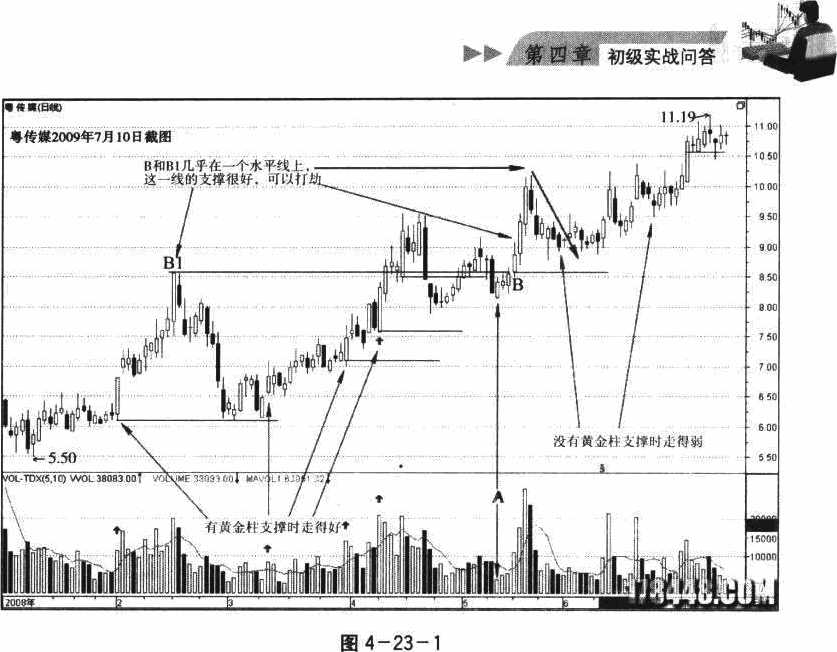 第四章 初级实战问答
粤传媒(日线)
粤传媒2009年7月10日截图
11.19
B和B1几乎在一个水平线上，
这一线的支撑很好，可以打劫
B1
B
没有黄金柱支撑时走得弱
5.50
11.00
10.50
10.00
9.50
9.00
8.50
8.00
7.50
7.00
6.50
6.00
5.50
VOL-TDX(5,10) VVOL 38083.00 VOLUME 33093.00
A
有黄金柱支撑时走得好
15000
10000
2008年 2 3 4 5 6
178448.COM
图 4-23-1